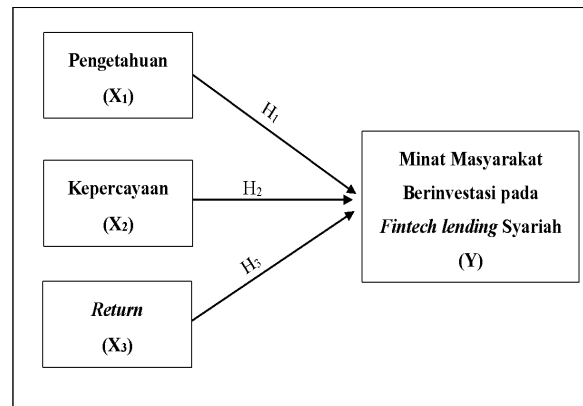 Pengetahuan
(X₁)
H₁
Kepercayaan
(X₂)
H₂
Return
(X₃)
H₃
Minat Masyarakat
Berinvestasi pada
Fintech lending Syariah
(Y)